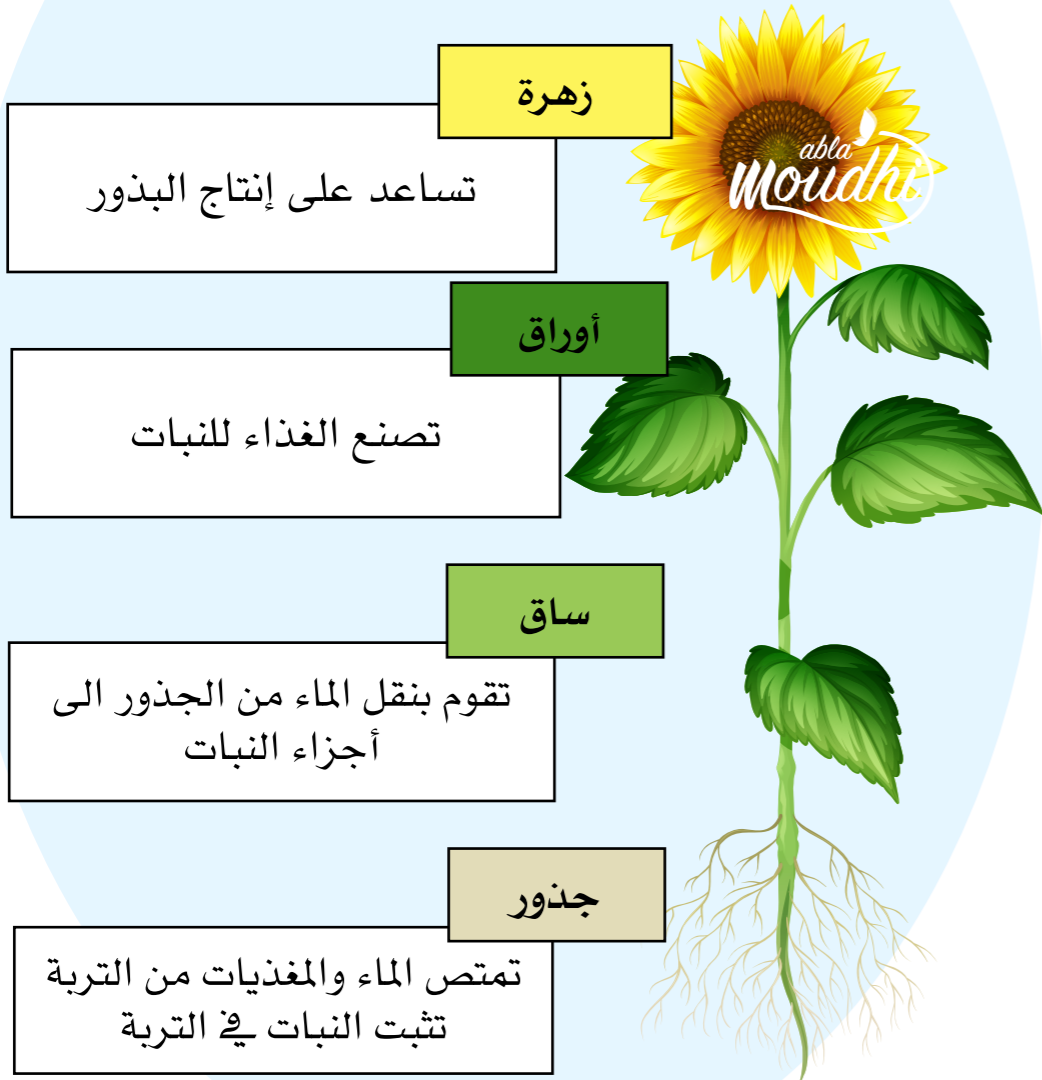 زهرة
تساعد على إنتاج البذور
abla
Moudhi
أوراق
تصنع الغذاء للنبات
ساق
تقوم بنقل الماء من الجذور الى
أجزاء النبات
جذور
تمتص الماء والمغذيات من التربة
تثبت النبات في التربة